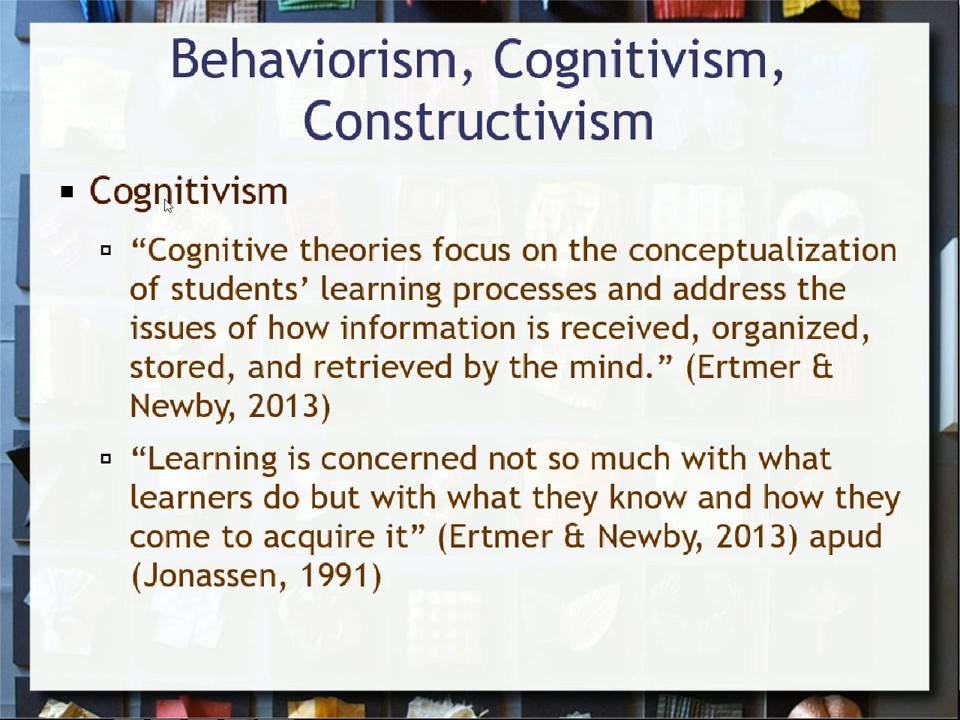 Behaviorism, Cognitivism,
Constructivism
Cognitivism
“Cognitive theories focus on the conceptualization
of students’ learning processes and address the
issues of how information is received, organized,
stored, and retrieved by the mind.” (Ertmer &
Newby, 2013)
“Learning is concerned not so much with what
learners do but with what they know and how they
come to acquire it” (Ertmer & Newby, 2013) apud
(Jonassen, 1991)